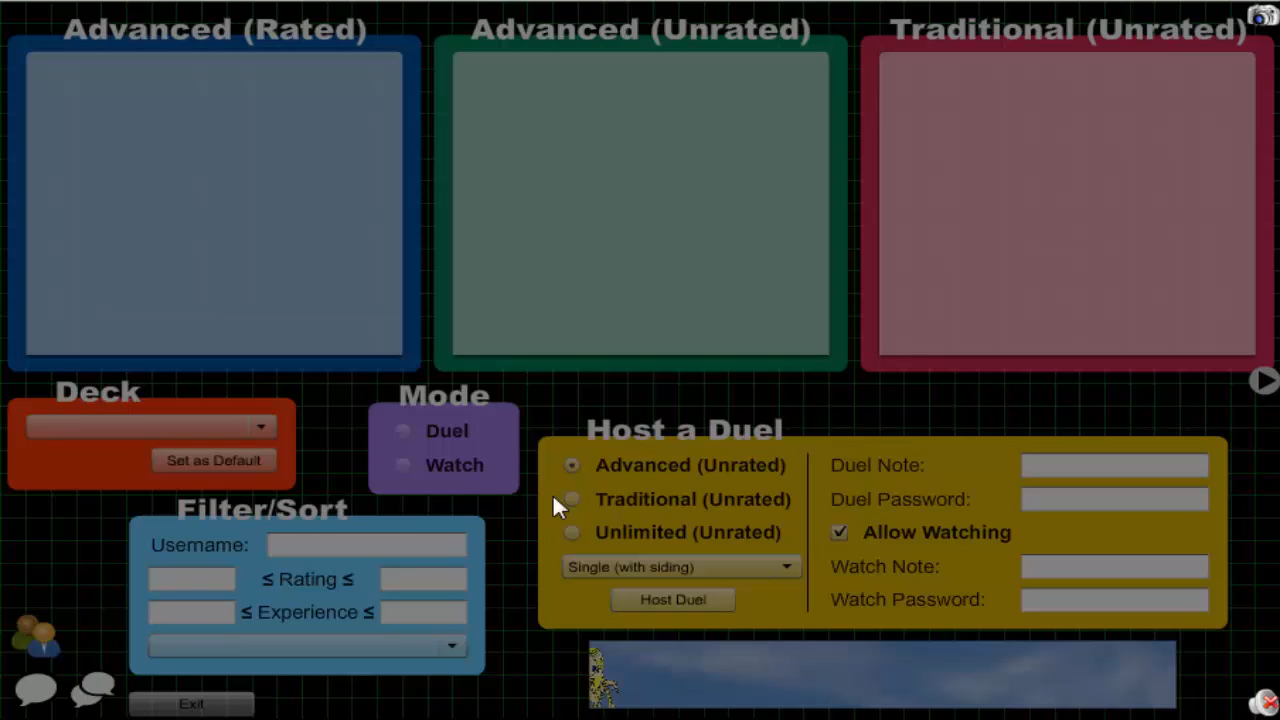 Advanced (Rated)
Advanced (Unrated)
Traditional (Unrated)
Deck
Set as Default
Mode
Duel
Watch
Host a Duel
Advanced (Unrated)
Traditional (Unrated)
Unlimited (Unrated)
Single (with siding)
Host Duel
Duel Note:
Duel Password:
Allow Watching
Watch Note:
Watch Password:
Filter/Sort
Username:
≤ Rating ≤
≤ Experience ≤
Exit